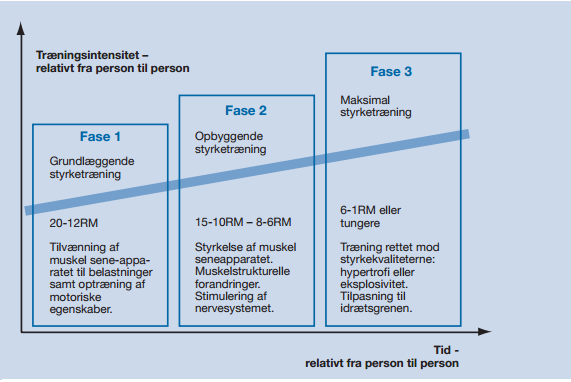 Træningsintensitet –
relativt fra person til person
Fase 1
Grundlæggende
styrketræning
20-12RM
Tilvænning af
muskel sene-appa-
ratet til belastninger
samt optræning af
motoriske
egenskaber.
Fase 2
Opbyggende
styrketræning
15-10RM – 8-6RM
Styrkelse af muskel
seneapparatet.
Muskelstrukturelle
forandringer.
Stimulering af
nervesystemet.
Fase 3
Maksimal
styrketræning
6-1RM eller
tungere
Træning rettet mod
styrkekvaliteterne:
hypertrofi eller
eksplosivitet.
Tilpasning til
idrætsgrenen.
Tid -
relativt fra person til person